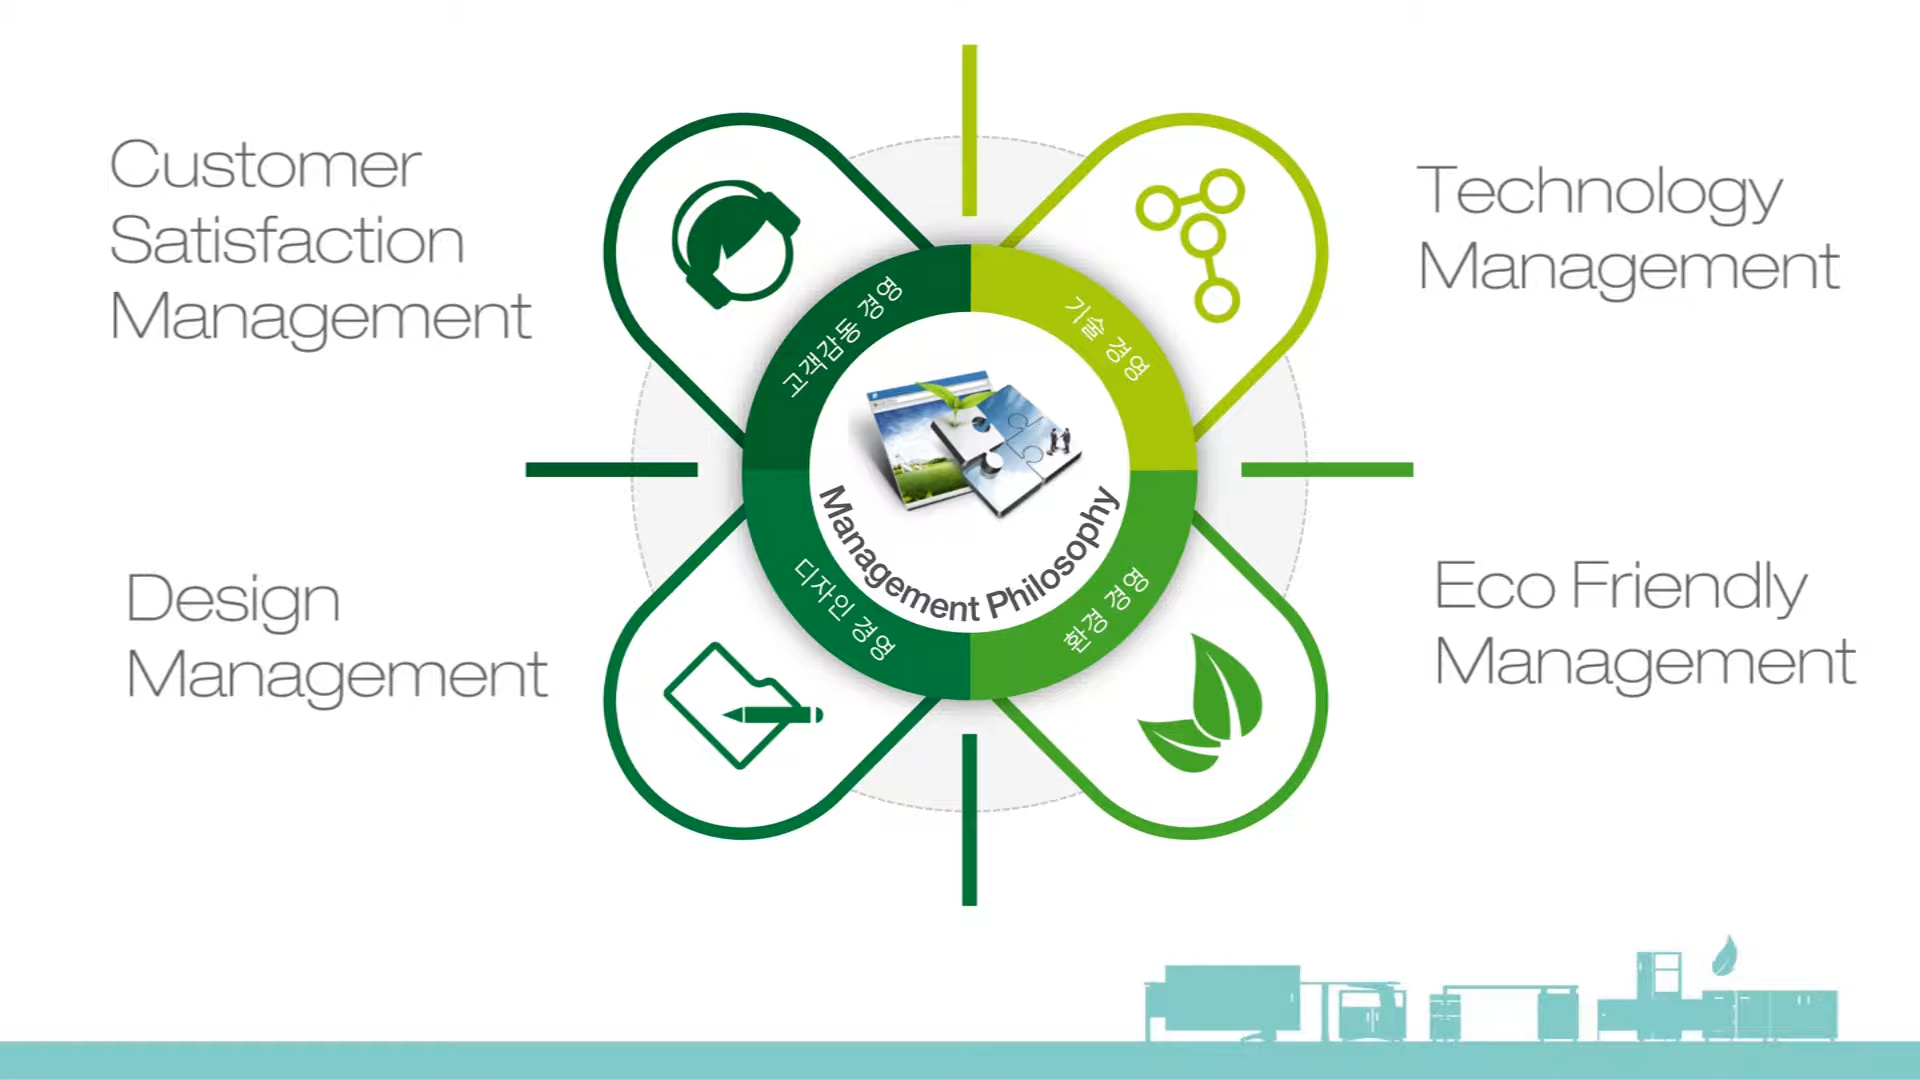 Customer
Satisfaction
Management
Technology
Management
고객감동 경영
기술 경영
Management Philosophy
디자인 경영
환경 경영
Design
Management
Eco Friendly
Management